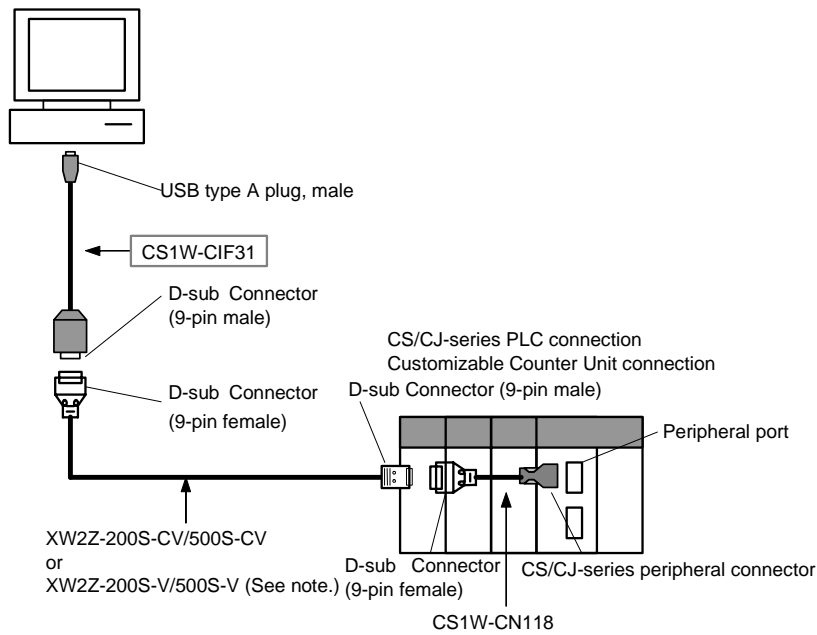 USB type A plug, male
CS1W-CIF31
D-sub Connector
(9-pin male)
CS/CJ-series PLC connection
Customizable Counter Unit connection
D-sub Connector (9-pin male)
D-sub Connector
(9-pin female)
Peripheral port
XW2Z-200S-CV/500S-CV
or
XW2Z-200S-V/500S-V (See note.)
D-sub Connector
(9-pin female)
CS/CJ-series peripheral connector
CS1W-CN118